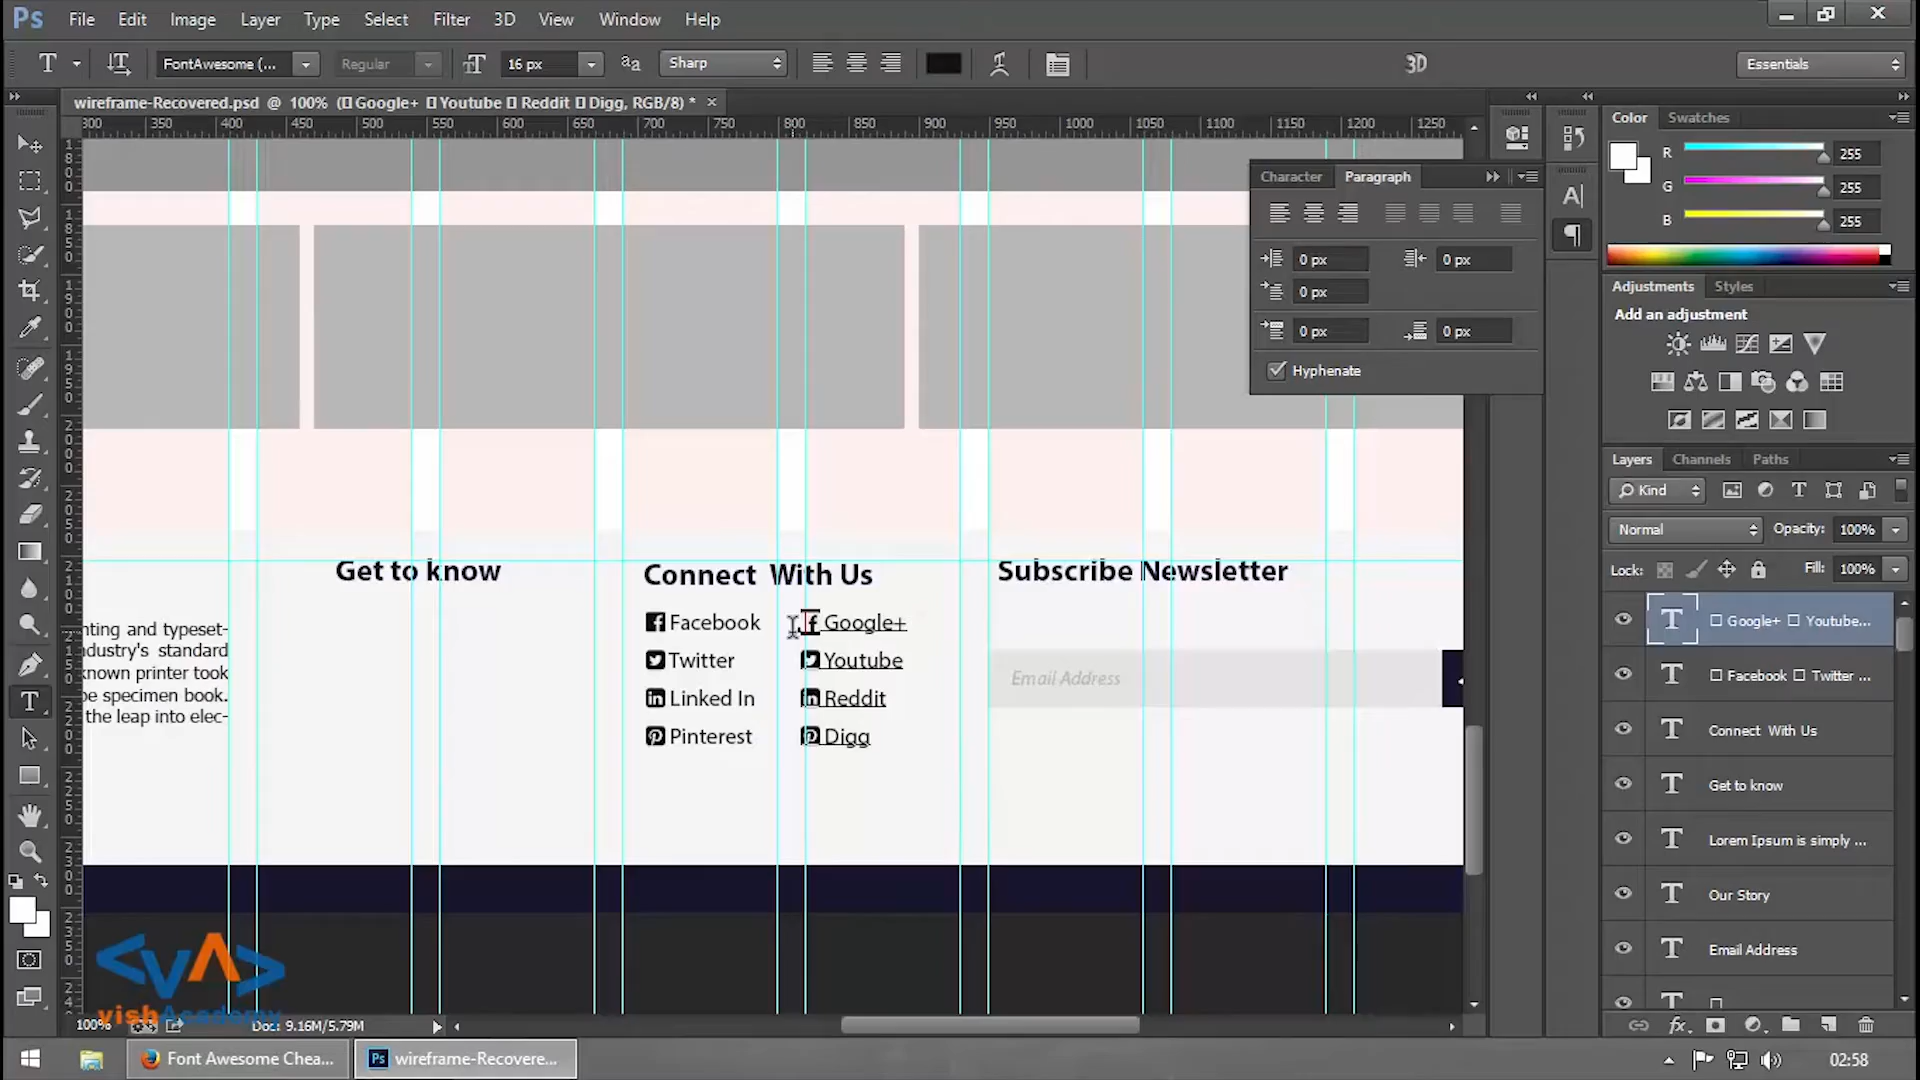 Ps File Edit Image Layer Type Select Filter 3D View Window Help
T FontAwesome (... Regular 16 px aa Sharp 3D Essentials
wireframe-Recovered.psd @ 100% (☐ Google+ ☐ Youtube ☐ Reddit ☐ Digg, RGB/8) * ×
300 350 400 450 500 550 600 650 700 750 800 850 900 950 1000 1050 1100 1150 1200 1250
Character Paragraph
0 px 0 px
0 px
0 px 0 px
Hyphenate
Color Swatches
R 255
G 255
B 255
Adjustments Styles
Add an adjustment
Layers Channels Paths
Kind
Normal Opacity: 100%
Lock: Fill: 100%
☐ Google+ ☐ Youtube...
☐ Facebook ☐ Twitter ...
Connect With Us
Get to know
Lorem Ipsum is simply ...
Our Story
Email Address
nting and typeset-
ndustry's standard
known printer took
pe specimen book.
the leap into elec-
Get to know
Connect With Us
Facebook Google+
Twitter Youtube
Linked In Reddit
Pinterest Digg
Subscribe Newsletter
Email Address
<VA>
vishAcademy
100% Doc: 9.16M/5.79M
Font Awesome Chea... Ps wireframe-Recovere... 02:58